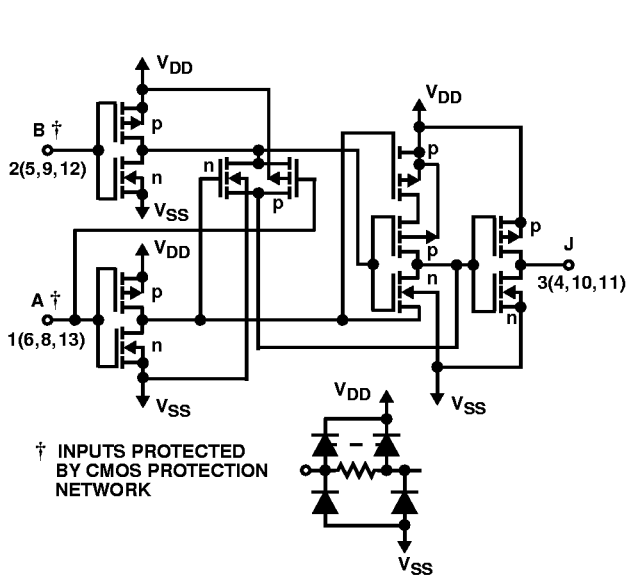 VDD
B †
p
2(5,9,12)
n
VSS
VDD
A †
p
1(6,8,13)
n
VSS
n
p
VDD
p
p
n
p
J
3(4,10,11)
n
VSS
VDD
† INPUTS PROTECTED
BY CMOS PROTECTION
NETWORK
VSS